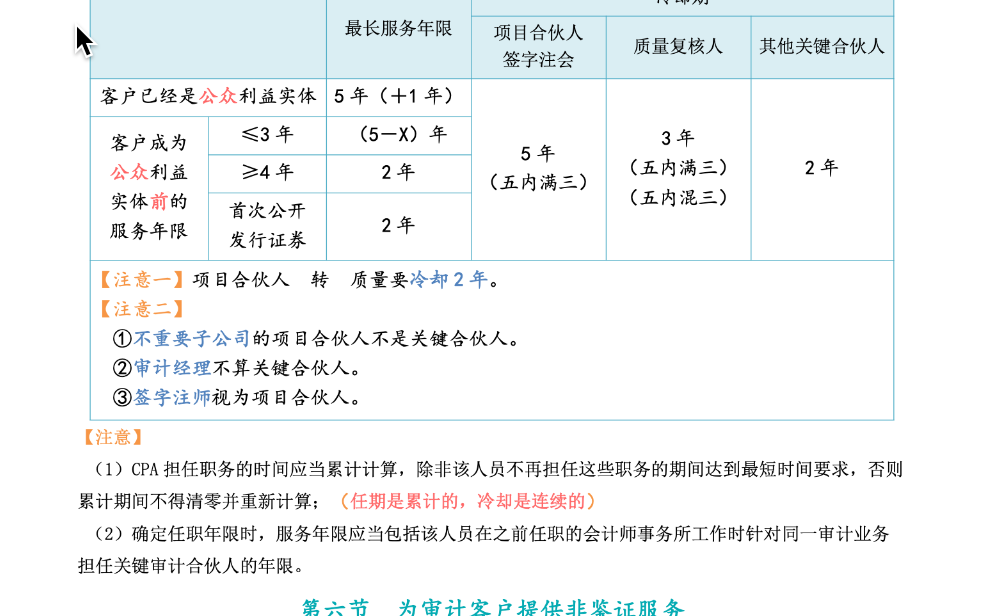 冷却期
最长服务年限
项目合伙人
签字注会
质量复核人
其他关键合伙人
客户已经是公众利益实体
5 年（＋1 年）
客户成为
公众利益
实体前的
服务年限
≤3 年
（5－X）年
≥4 年
2 年
首次公开
发行证券
2 年
5 年
（五内满三）
3 年
（五内满三）
（五内混三）
2 年
【注意一】项目合伙人 转 质量要冷却 2 年。
【注意二】
①不重要子公司的项目合伙人不是关键合伙人。
②审计经理不算关键合伙人。
③签字注师视为项目合伙人。
【注意】
（1）CPA 担任职务的时间应当累计计算，除非该人员不再担任这些职务的期间达到最短时间要求，否则
累计期间不得清零并重新计算；（任期是累计的，冷却是连续的）
（2）确定任职年限时，服务年限应当包括该人员在之前任职的会计师事务所工作时针对同一审计业务
担任关键审计合伙人的年限。
第六节 为审计客户提供非鉴证服务